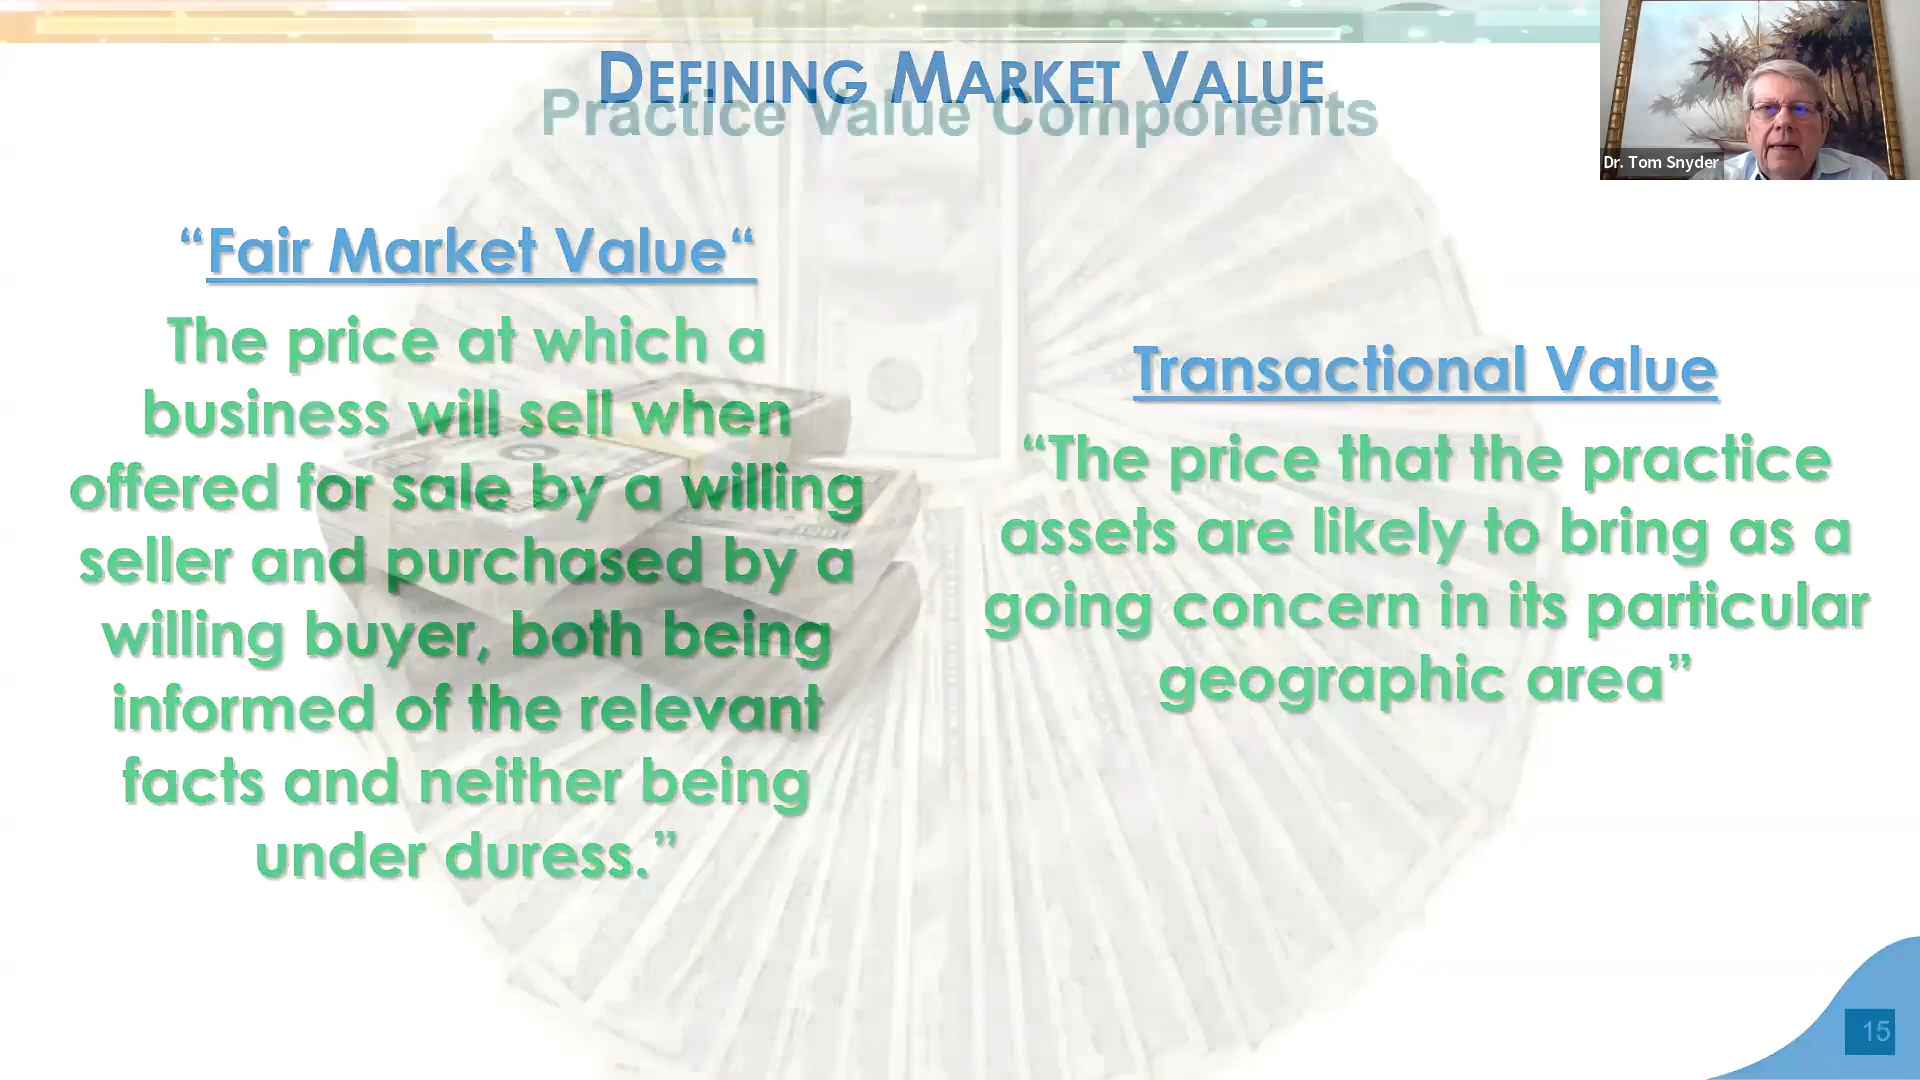 DEFINING MARKET VALUE
Practice Value Components
Dr. Tom Snyder
“Fair Market Value“
The price at which a
business will sell when
offered for sale by a willing
seller and purchased by a
willing buyer, both being
informed of the relevant
facts and neither being
under duress.”
Transactional Value
“The price that the practice
assets are likely to bring as a
going concern in its particular
geographic area”
15